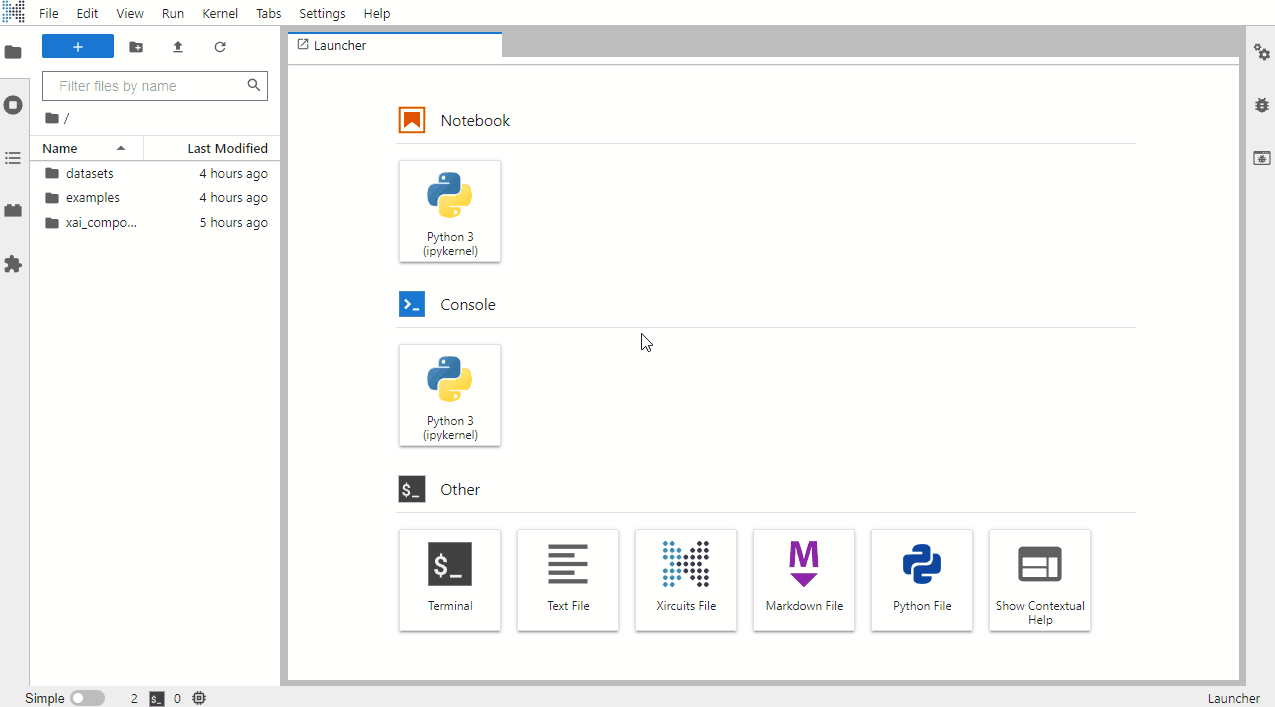 File Edit View Run Kernel Tabs Settings Help
Launcher
Filter files by name
/
Name Last Modified
datasets 4 hours ago
examples 4 hours ago
xai_compo... 5 hours ago
Notebook
Python 3
(ipykernel)
Console
Python 3
(ipykernel)
Other
$_
$_
Terminal
Text File
Xircuits File
M
Markdown File
Python File
Show Contextual
Help
Simple 2 $_ 0 Launcher